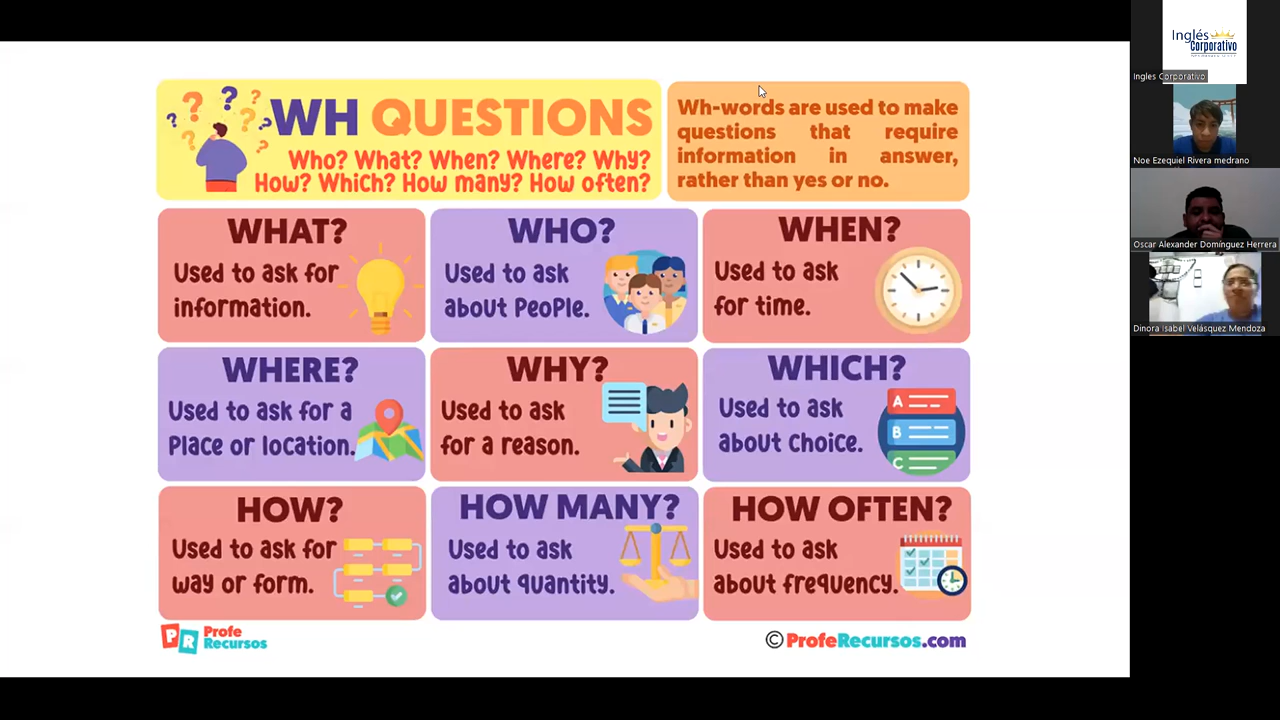 WH QUESTIONS
Who? What? When? Where? Why?
How? Which? How many? How often?
Wh-words are used to make
questions that require
information in answer,
rather than yes or no.
WHAT?
Used to ask for
information.
WHO?
Used to ask
about People.
WHEN?
Used to ask
for time.
WHERE?
Used to ask for a
Place or location.
WHY?
Used to ask
for a reason.
WHICH?
Used to ask
about choice.
A
B
C
HOW?
Used to ask for
way or form.
HOW MANY?
Used to ask
about quantity.
HOW OFTEN?
Used to ask
about frequency.
PR
Profe
Recursos
© ProfeRecursos.com
Inglés
Corporativo
Ingles Corporativo
Noe Ezequiel Rivera medrano
Oscar Alexander Domínguez Herrera
Dinora Isabel Velásquez Mendoza